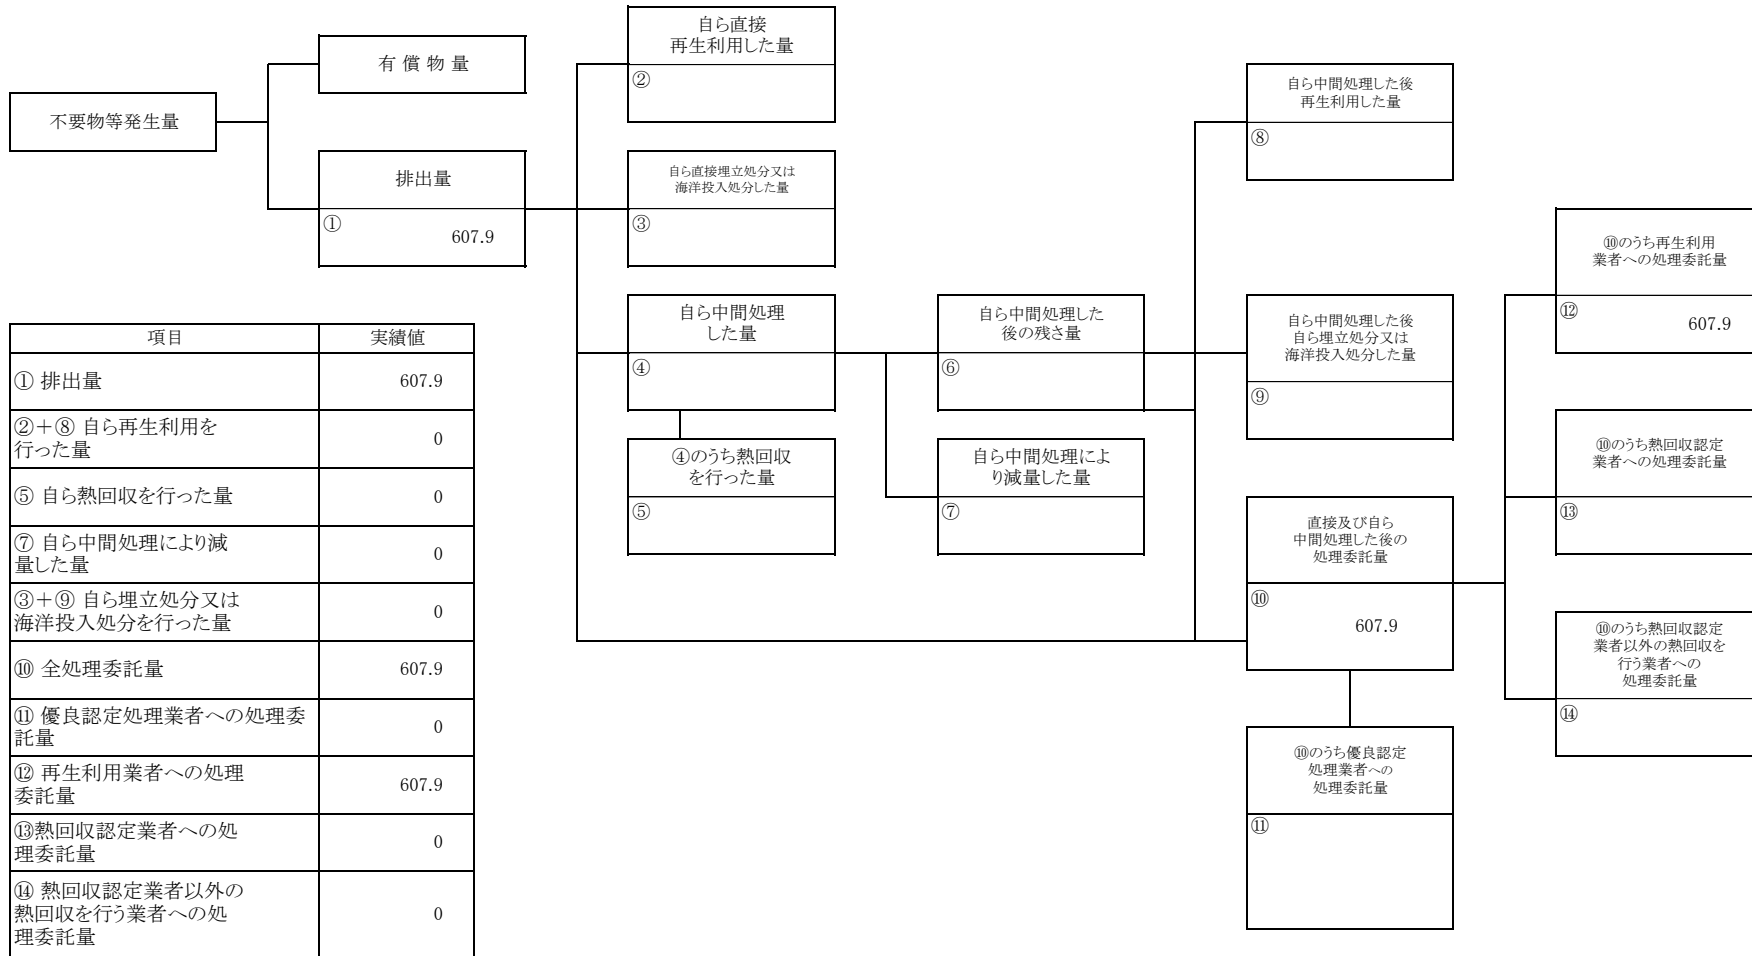 自ら直接
再生利用した量
②
有 償 物 量
不要物等発生量
排出量
①
607.9
自ら直接埋立処分又は
海洋投入処分した量
③
自ら中間処理
した量
④
④のうち熱回収
を行った量
⑤
自ら中間処理した
後の残さ量
⑥
自ら中間処理によ
り減量した量
⑦
自ら中間処理した後
再生利用した量
⑧
自ら中間処理した後
自ら埋立処分又は
海洋投入処分した量
⑨
直接及び自ら
中間処理した後の
処理委託量
⑩
607.9
⑩のうち優良認定
処理業者への
処理委託量
⑪
⑩のうち再生利用
業者への処理委託量
⑫
607.9
⑩のうち熱回収認定
業者への処理委託量
⑬
⑩のうち熱回収認定
業者以外の熱回収を
行う業者への
処理委託量
⑭
項目 実績値
① 排出量 607.9
②＋⑧ 自ら再生利用を
行った量 0
⑤ 自ら熱回収を行った量 0
⑦ 自ら中間処理により減
量した量 0
③＋⑨ 自ら埋立処分又は
海洋投入処分を行った量 0
⑩ 全処理委託量 607.9
⑪ 優良認定処理業者への処理委
託量 0
⑫ 再生利用業者への処理
委託量 607.9
⑬熱回収認定業者への処
理委託量 0
⑭ 熱回収認定業者以外の
熱回収を行う業者への処
理委託量 0